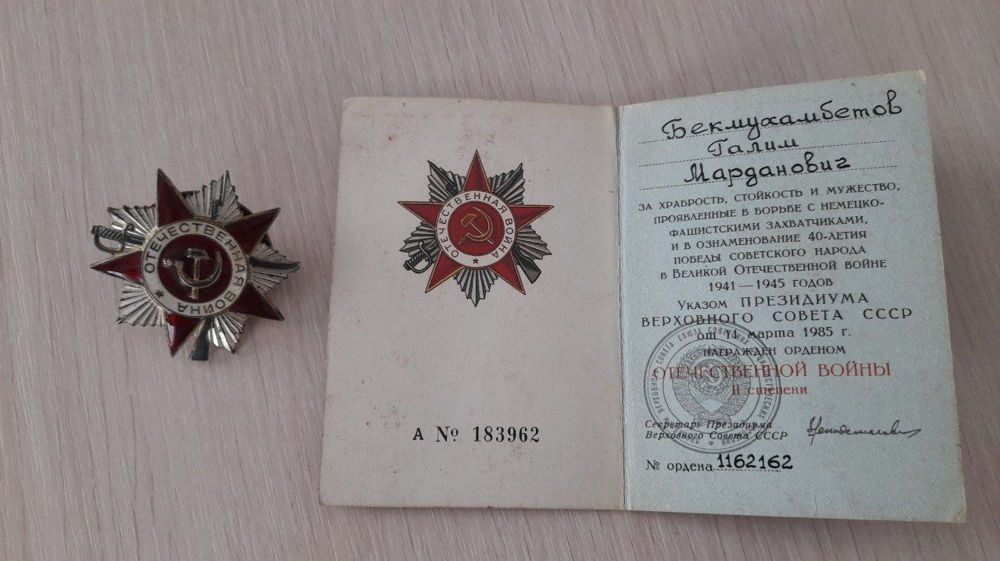 ОТЕЧЕСТВЕННАЯ ВОЙНА
ОТЕЧЕСТВЕННАЯ ВОЙНА
А № 183962
Бекмухамбетов
Галим
Марданович
ЗА ХРАБРОСТЬ, СТОЙКОСТЬ И МУЖЕСТВО,
ПРОЯВЛЕННЫЕ В БОРЬБЕ С НЕМЕЦКО-
ФАШИСТСКИМИ ЗАХВАТЧИКАМИ,
И В ОЗНАМЕНОВАНИЕ 40-ЛЕТИЯ
ПОБЕДЫ СОВЕТСКОГО НАРОДА
В ВЕЛИКОЙ ОТЕЧЕСТВЕННОЙ ВОЙНЕ
1941—1945 ГОДОВ
УКАЗОМ ПРЕЗИДИУМА
ВЕРХОВНОГО СОВЕТА СССР
от 11 марта 1985 г.
НАГРАЖДЕН ОРДЕНОМ
ОТЕЧЕСТВЕННОЙ ВОЙНЫ
II степени
Секретарь Президиума
Верховного Совета СССР
№ ордена 1162162